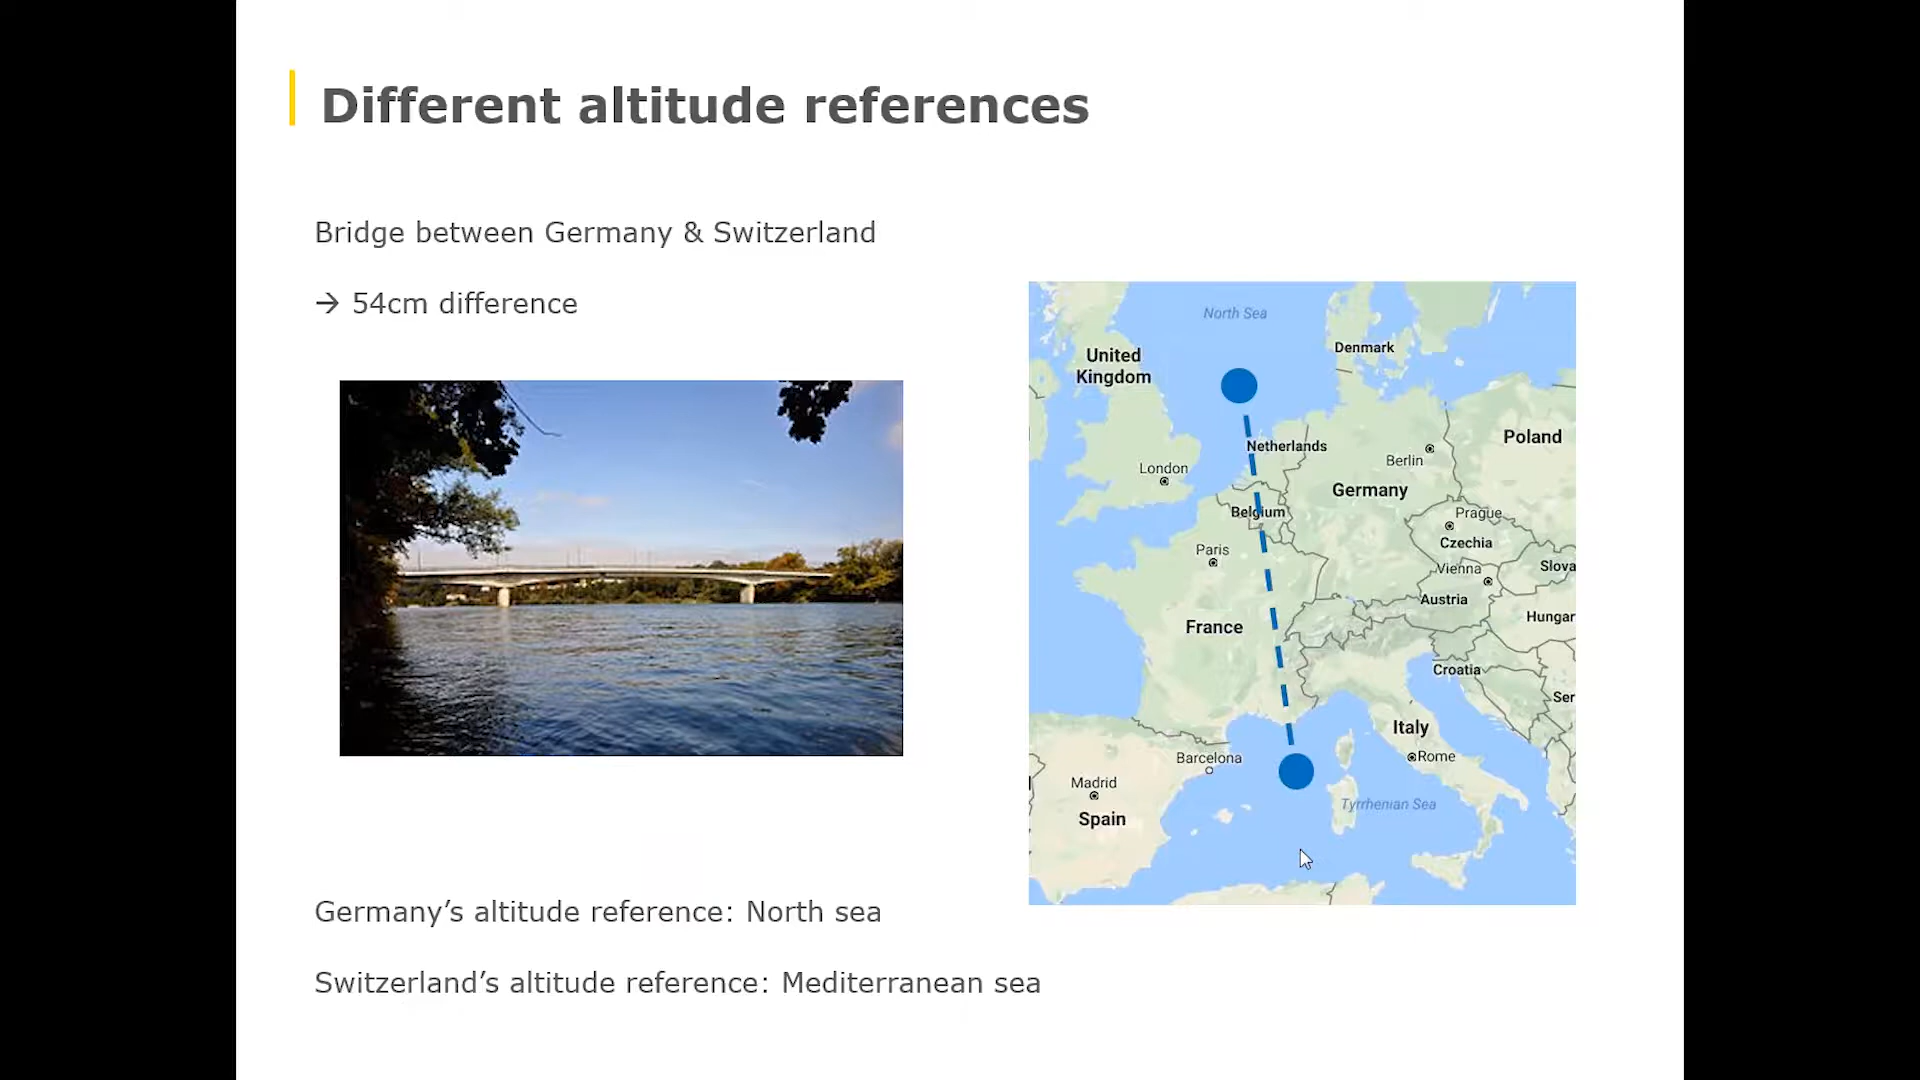 Different altitude references
Bridge between Germany & Switzerland
→ 54cm difference
North Sea
Denmark
United
Kingdom
Netherlands
Poland
London
Berlin
Germany
Belgium
Prague
Paris
Czechia
Vienna
Slova
Austria
Hungar
France
Croatia
Ser
Italy
Barcelona
Rome
Madrid
Tyrrhenian Sea
Spain
Germany’s altitude reference: North sea
Switzerland’s altitude reference: Mediterranean sea